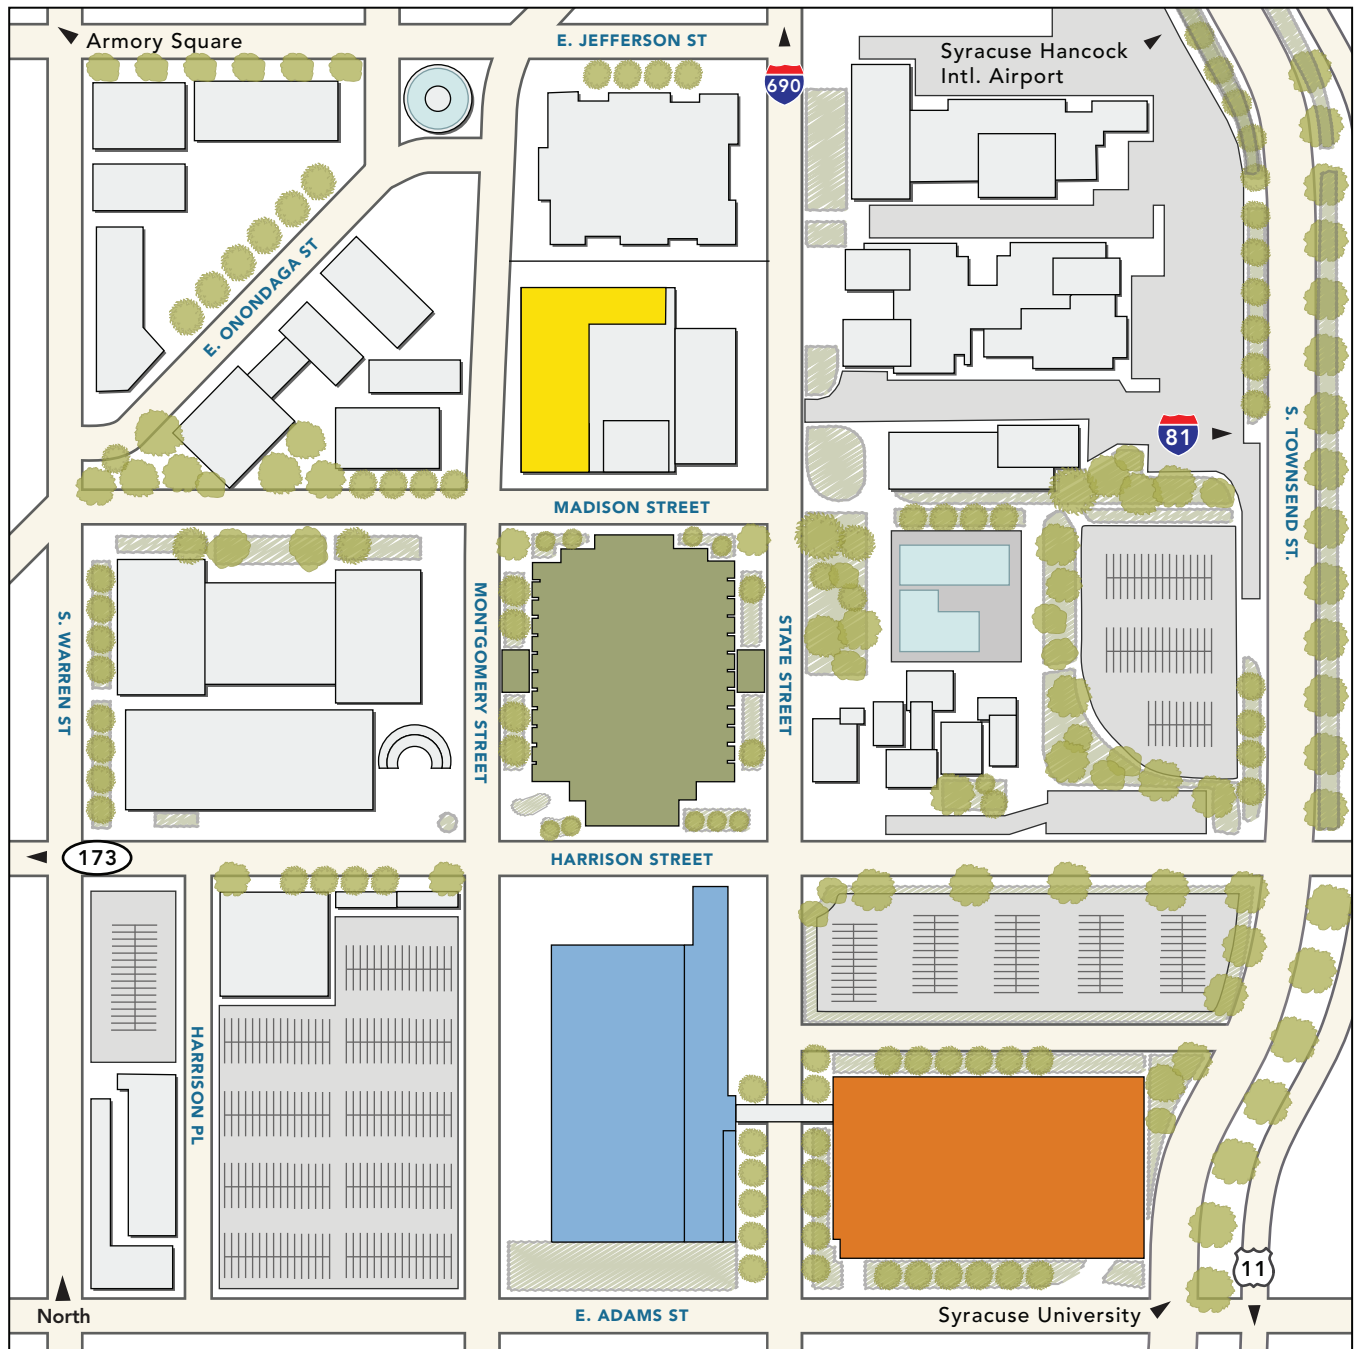 Armory Square
E. JEFFERSON ST
690
Syracuse Hancock
Intl. Airport
E. ONONDAGA ST
81
S. TOWNSEND ST.
MADISON STREET
S. WARREN ST
MONTGOMERY STREET
STATE STREET
173
HARRISON STREET
HARRISON PL
11
North
E. ADAMS ST
Syracuse University